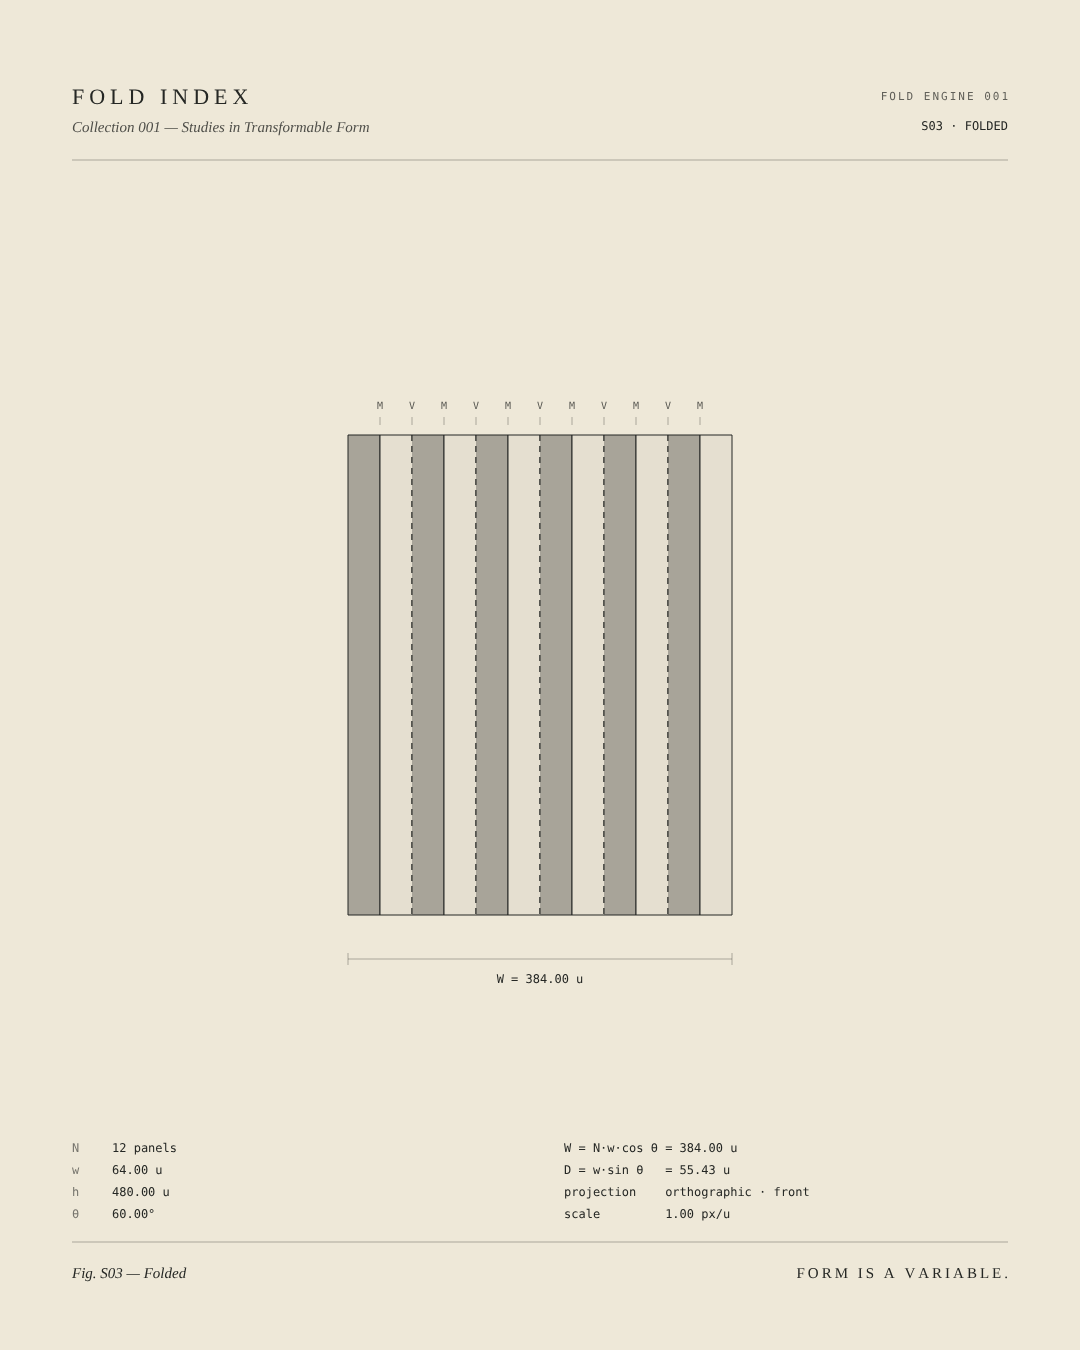 FOLD INDEX
FOLD ENGINE 001
Collection 001 — Studies in Transformable Form
S03 · FOLDED
M V M V M V M V M V M
W = 384.00 u
N 12 panels
w 64.00 u
h 480.00 u
θ 60.00°
W = N·w·cos θ = 384.00 u
D = w·sin θ = 55.43 u
projection orthographic · front
scale 1.00 px/u
Fig. S03 — Folded
FORM IS A VARIABLE.